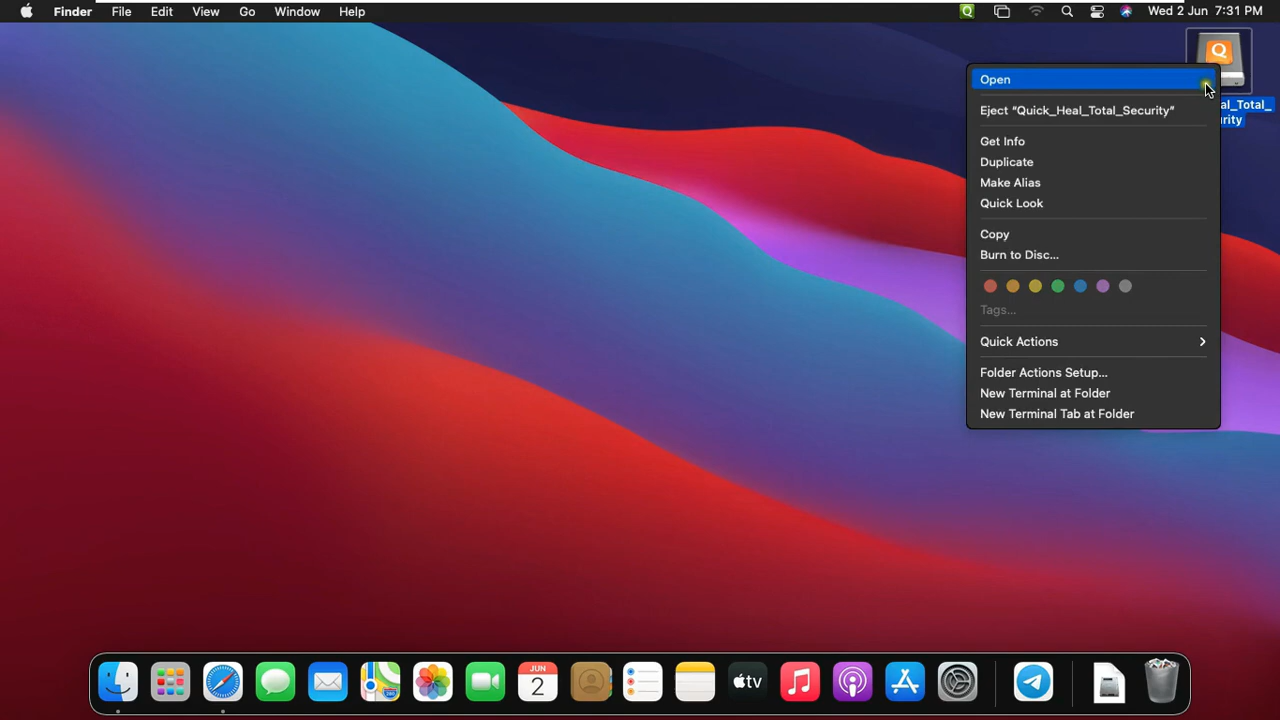 Finder File Edit View Go Window Help Wed 2 Jun 7:31 PM
Q
Open
Eject “Quick_Heal_Total_Security”
Get Info
Duplicate
Make Alias
Quick Look
Copy
Burn to Disc...
Tags...
Quick Actions
Folder Actions Setup...
New Terminal at Folder
New Terminal Tab at Folder
al_Total_
urity
JUN
2
tv